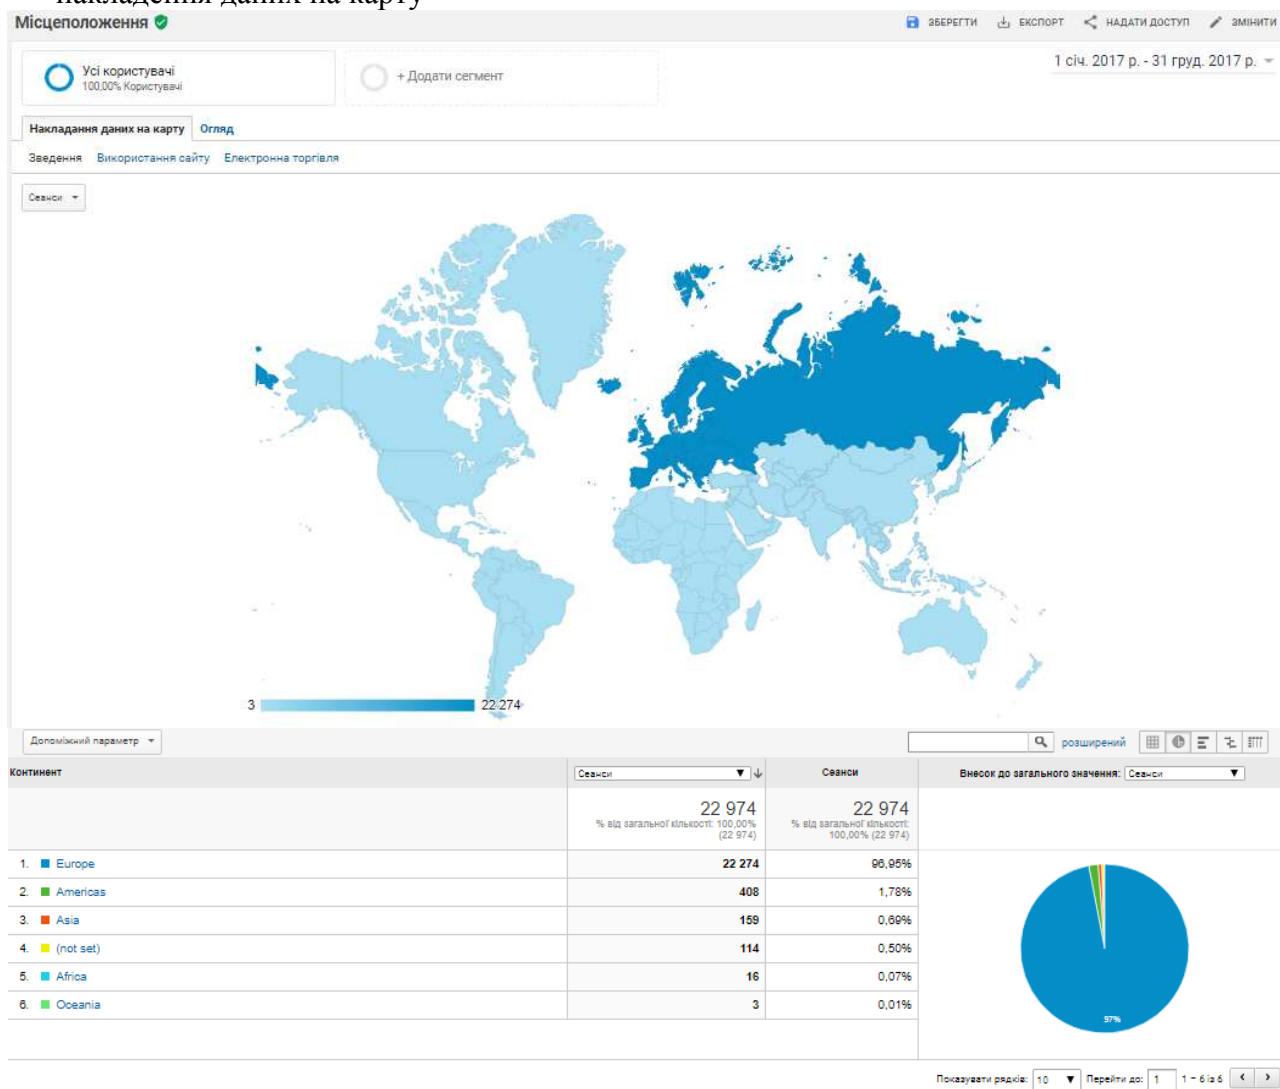 накладення даних на карту
Місцеположення
ЗБЕРЕГТИ ЕКСПОРТ НАДАТИ ДОСТУП ЗМІНИТИ
Усі користувачі
100,00% Користувачі
+ Додати сегмент
1 січ. 2017 р. - 31 груд. 2017 р.
Накладання даних на карту Огляд
Зведення Використання сайту Електронна торгівля
Сеанси
3 22 274
Допоміжний параметр
розширений
Континент Сеанси Сеанси Внесок до загального значення: Сеанси
22 974 22 974
% від загальної кількості: 100,00% % від загальної кількості:
(22 974) 100,00% (22 974)
1. Europe 22 274 96,95%
2. Americas 408 1,78%
3. Asia 159 0,69%
4. (not set) 114 0,50%
5. Africa 16 0,07%
6. Oceania 3 0,01%
97%
Показувати рядків: 10 Перейти до: 1 1 – 6 із 6